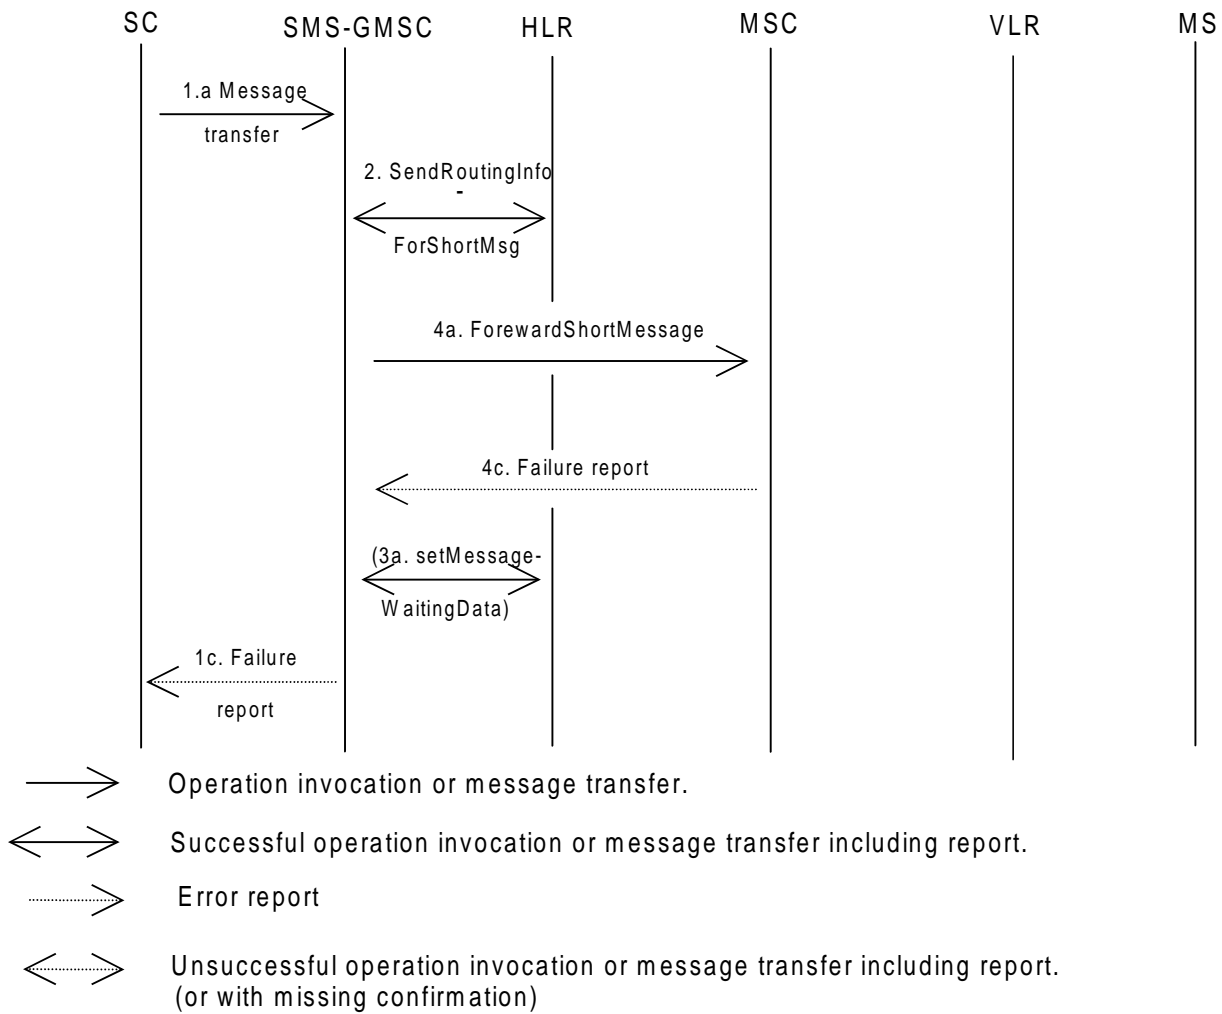 SC SMS-GMSC HLR MSC VLR MS
1.a Message
transfer
2. SendRoutingInfo
-
ForShortMsg
4a. ForewardShortMessage
4c. Failure report
(3a. setMessage-
WaitingData)
1c. Failure
report
Operation invocation or message transfer.
Successful operation invocation or message transfer including report.
Error report
Unsuccessful operation invocation or message transfer including report.
(or with missing confirmation)